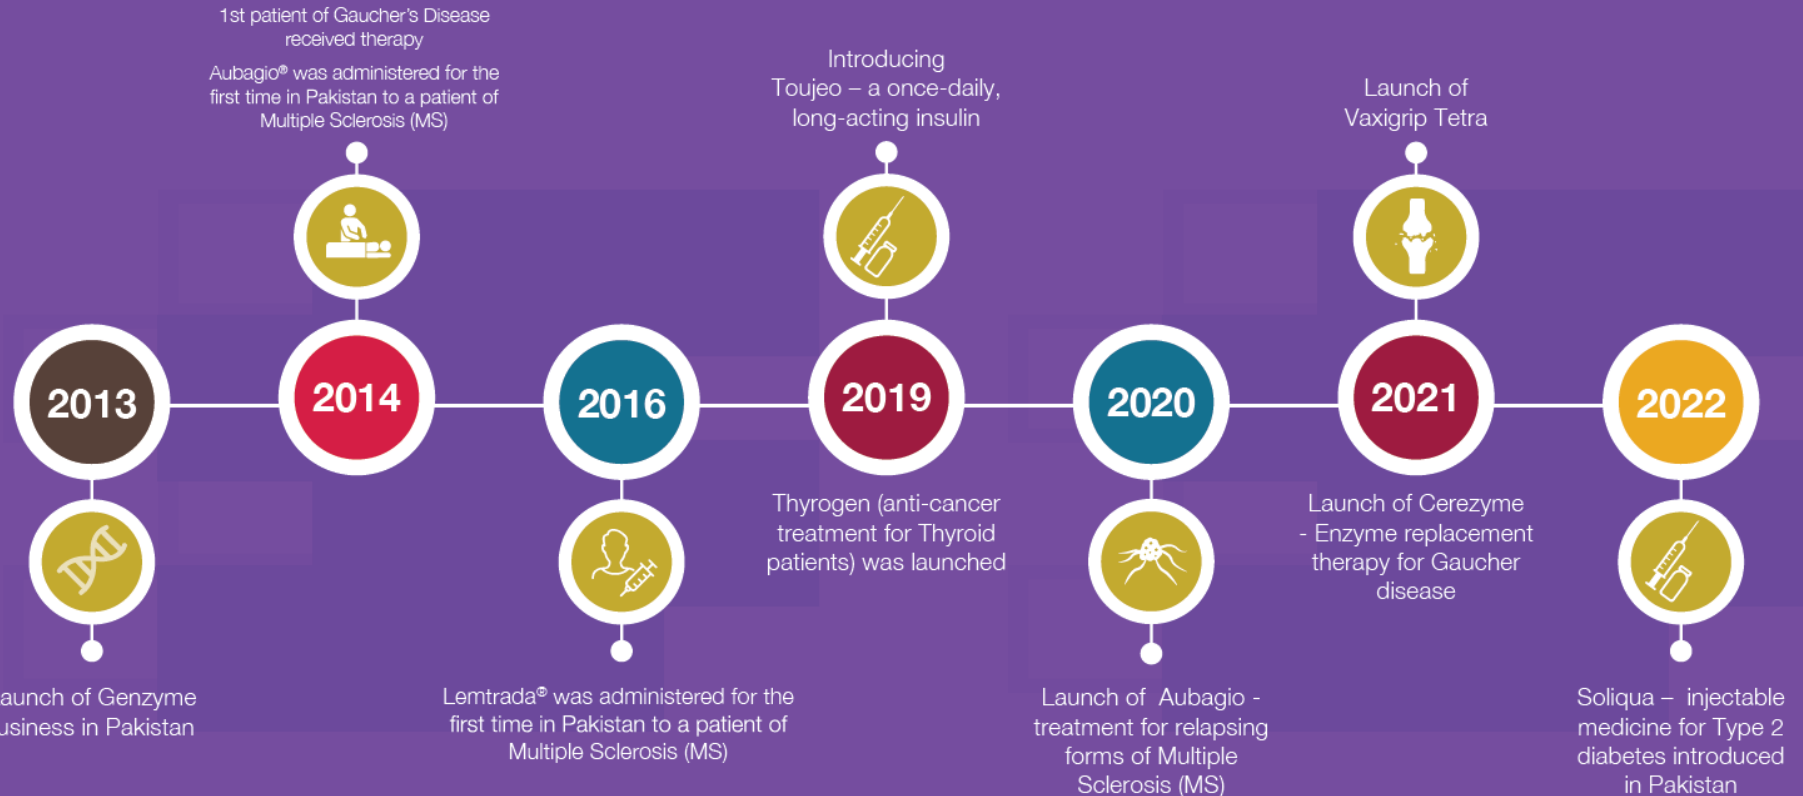 1st patient of Gaucher's Disease
received therapy
Aubagio® was administered for the
first time in Pakistan to a patient of
Multiple Sclerosis (MS)
Introducing
Toujeo – a once-daily,
long-acting insulin
Launch of
Vaxigrip Tetra
2013
2014
2016
2019
2020
2021
2022
Thyrogen (anti-cancer
treatment for Thyroid
patients) was launched
Launch of Cerezyme
- Enzyme replacement
therapy for Gaucher
disease
aunch of Genzyme
usiness in Pakistan
Lemtrada® was administered for the
first time in Pakistan to a patient of
Multiple Sclerosis (MS)
Launch of Aubagio -
treatment for relapsing
forms of Multiple
Sclerosis (MS)
Soliqua – injectable
medicine for Type 2
diabetes introduced
in Pakistan